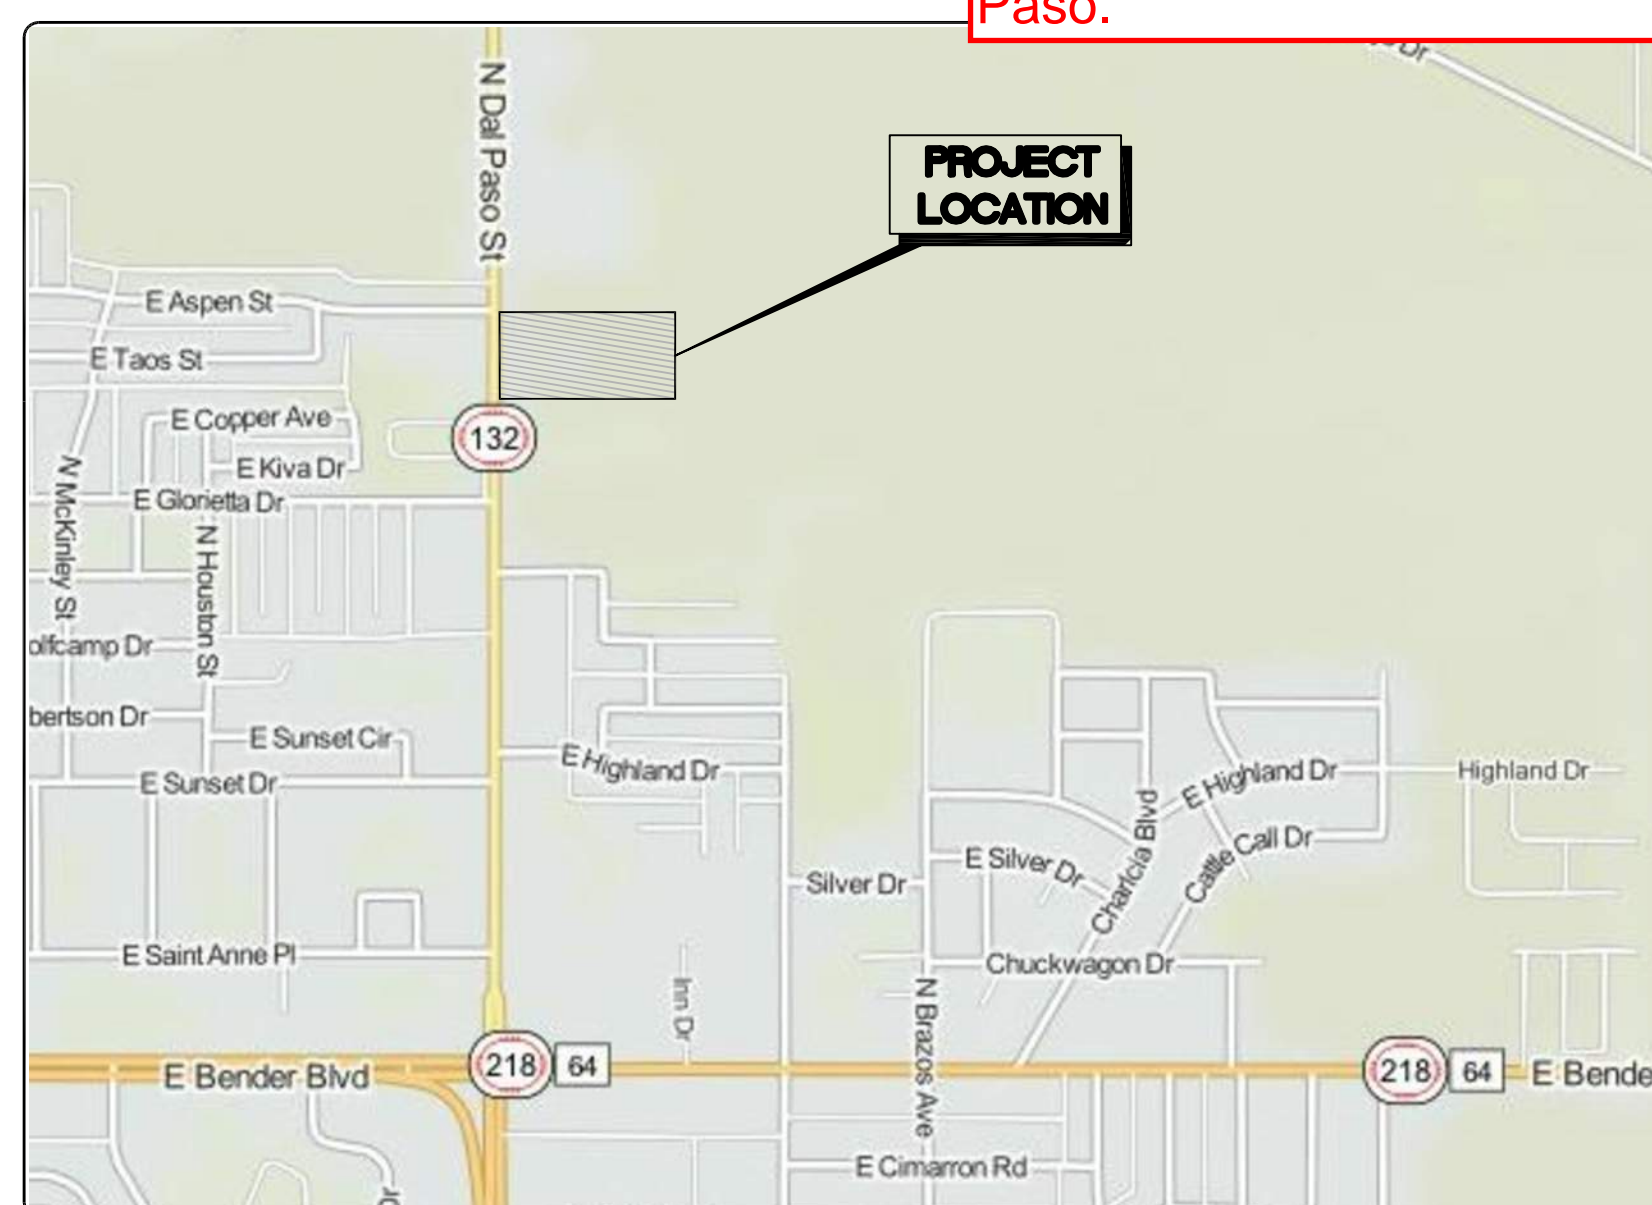 Paso.
Dr
N Dal Paso St
PROJECT
LOCATION
E Aspen St
E Taos St
E Copper Ave
132
E Kiva Dr
E Glorietta Dr
N McKinley St
N Houston St
olfcamp Dr
bertson Dr
E Sunset Cir
E Highland Dr
E Sunset Dr
E Highland Dr
Highland Dr
Charlcia Blvd
Cattle Call Dr
E Silver Dr
Silver Dr
E Saint Anne Pl
Chuckwagon Dr
Inn Dr
N Brazos Ave
E Bender Blvd
218
64
218
64
E Bende
E Cimarron Rd
Dr